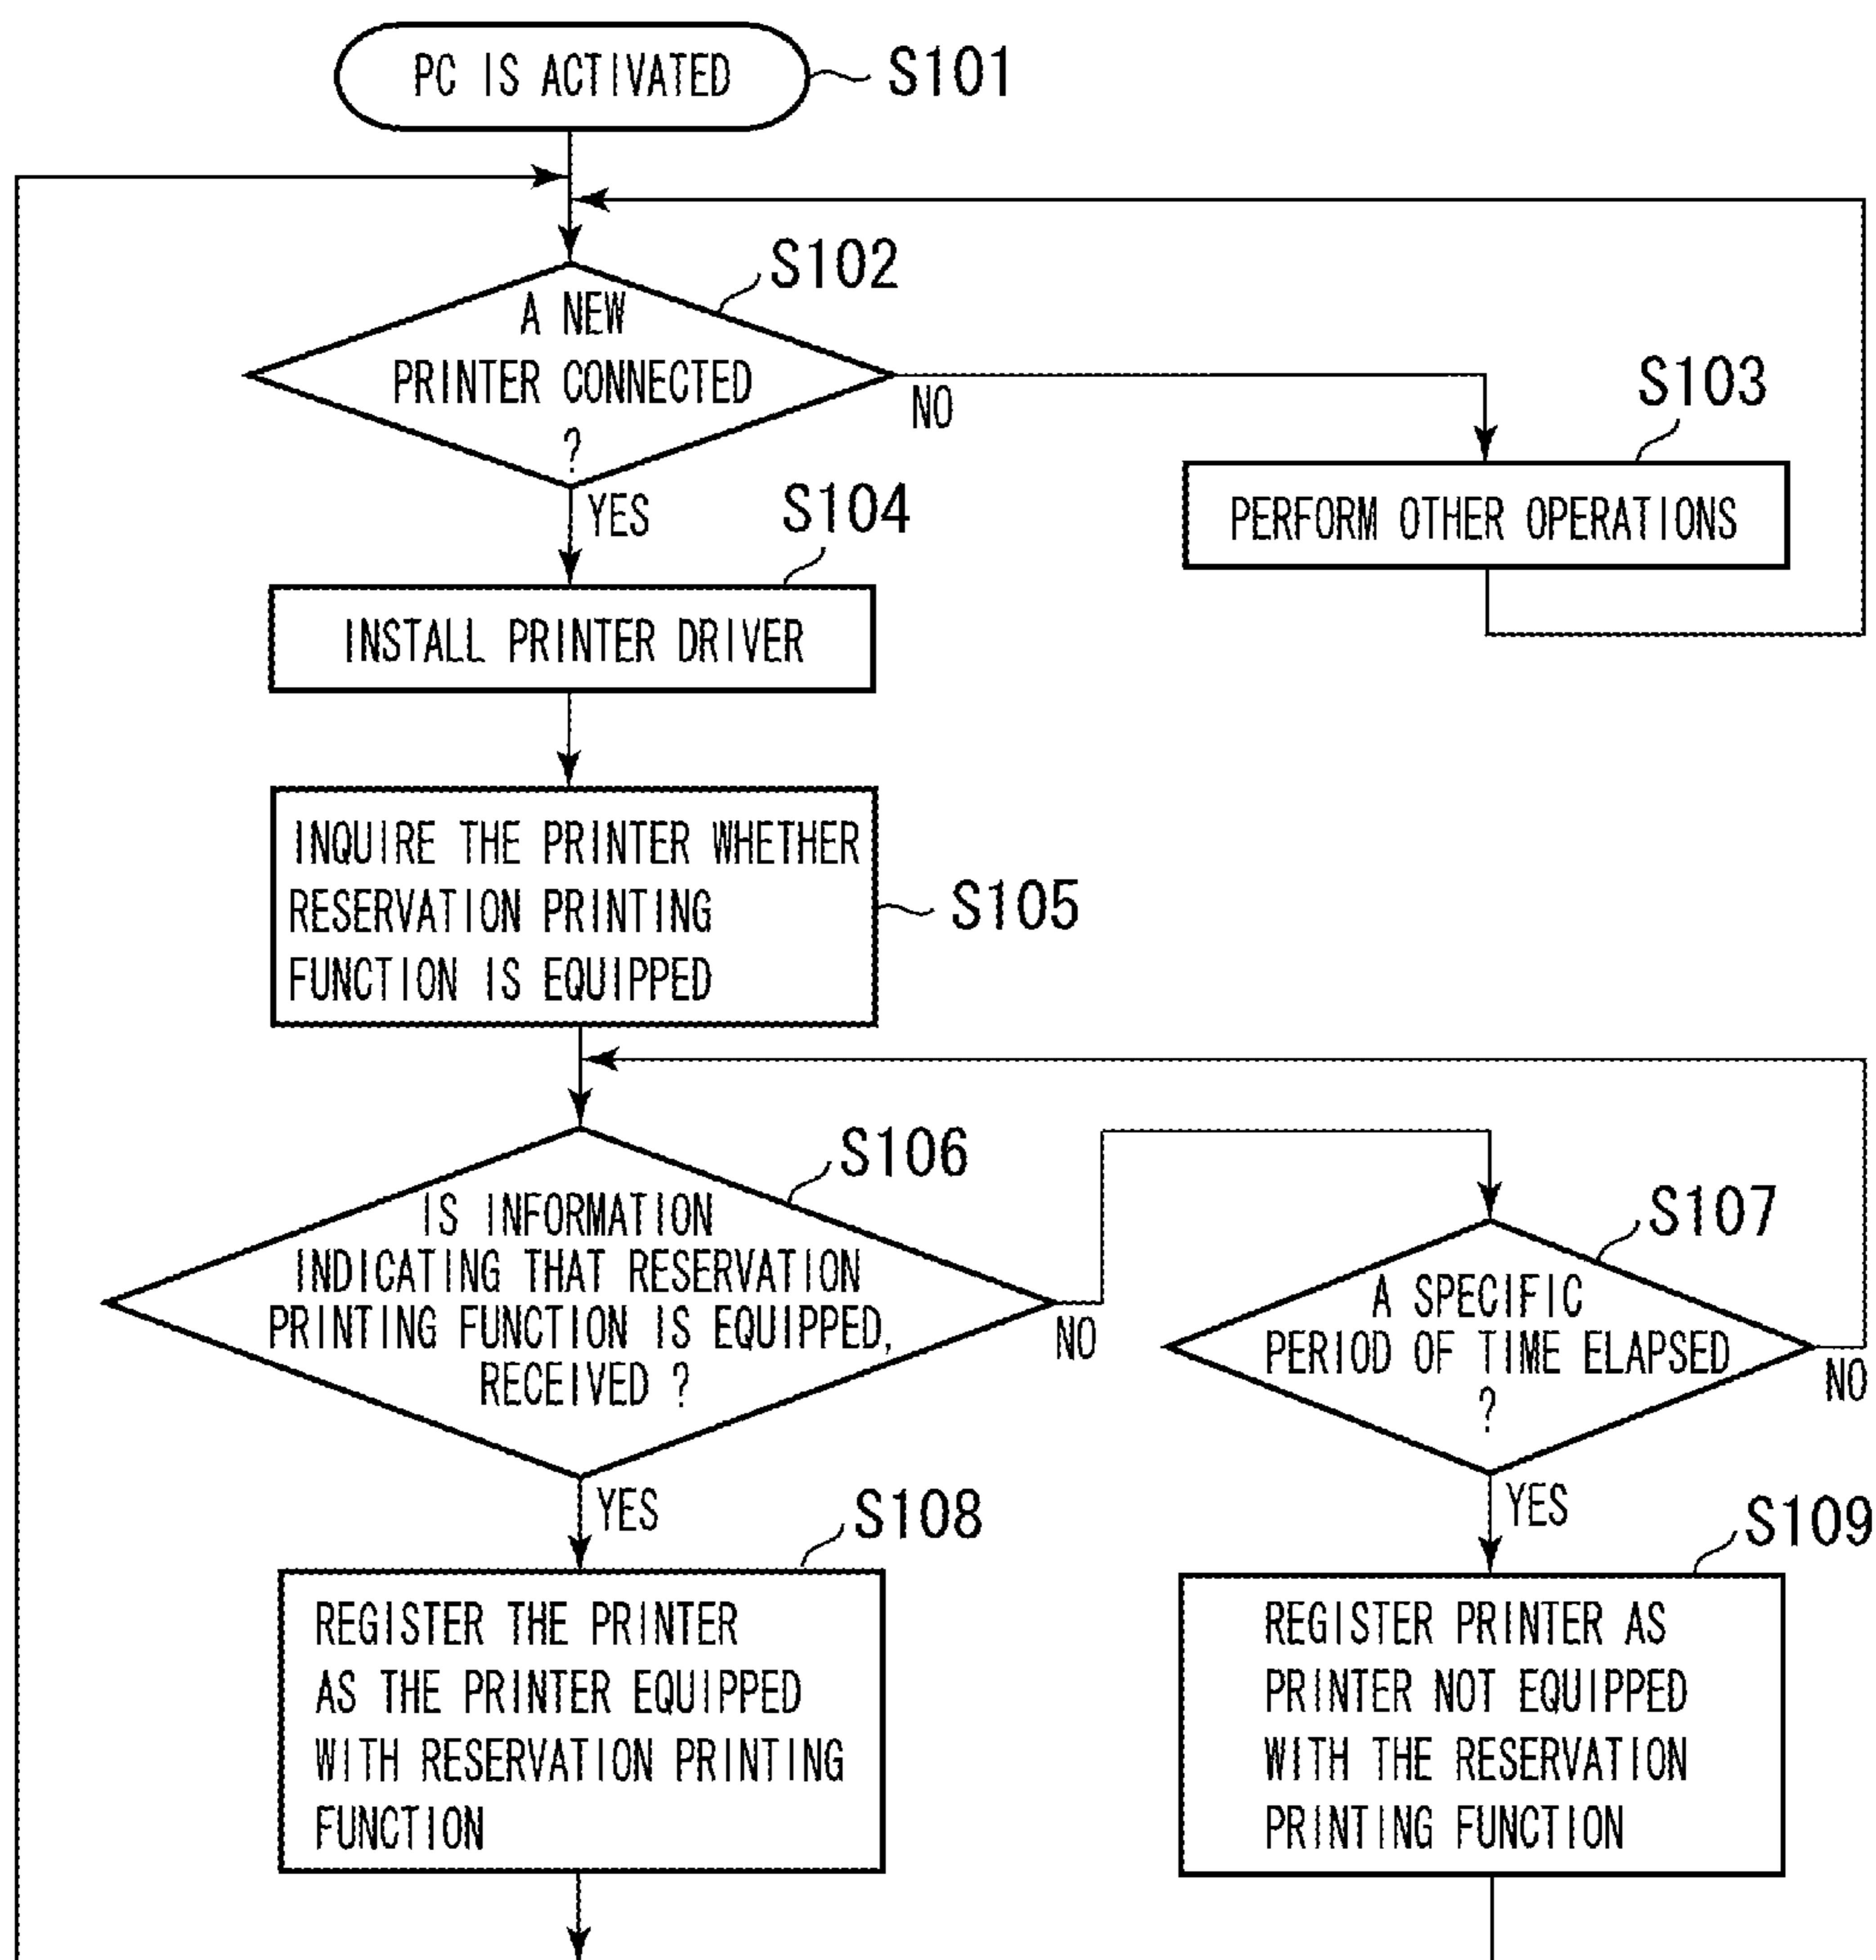 PC IS ACTIVATED
S101
S102
A NEW
PRINTER CONNECTED
?
NO
YES
S103
PERFORM OTHER OPERATIONS
S104
INSTALL PRINTER DRIVER
INQUIRE THE PRINTER WHETHER
RESERVATION PRINTING
FUNCTION IS EQUIPPED
S105
S106
IS INFORMATION
INDICATING THAT RESERVATION
PRINTING FUNCTION IS EQUIPPED,
RECEIVED ?
NO
YES
S107
A SPECIFIC
PERIOD OF TIME ELAPSED
?
NO
YES
S108
REGISTER THE PRINTER
AS THE PRINTER EQUIPPED
WITH RESERVATION PRINTING
FUNCTION
S109
REGISTER PRINTER AS
PRINTER NOT EQUIPPED
WITH THE RESERVATION
PRINTING FUNCTION